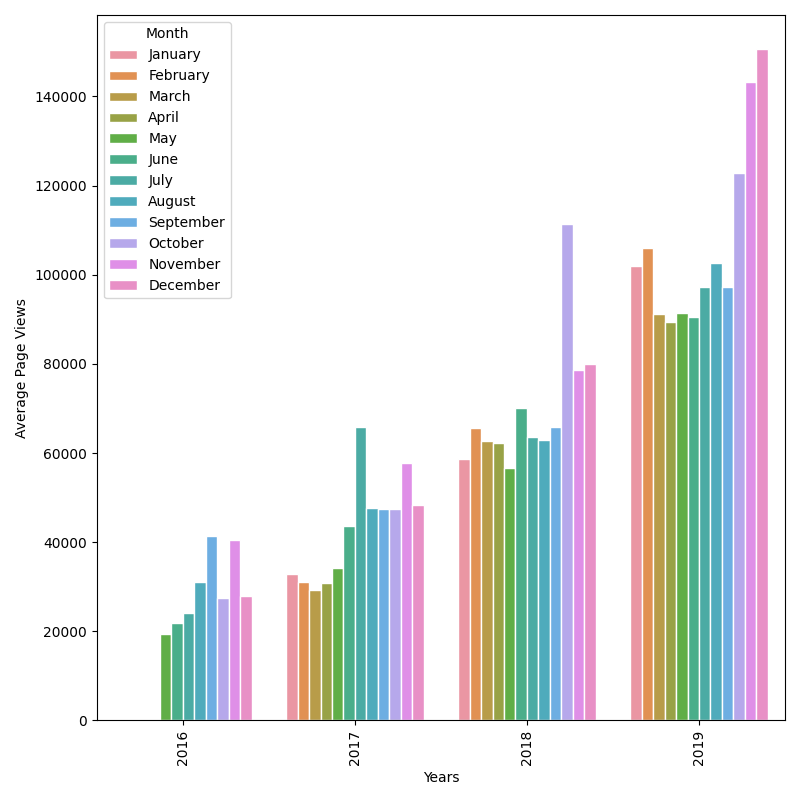 Month
January
February
March
April
May
June
July
August
September
October
November
December
Average Page Views
140000
120000
100000
80000
60000
40000
20000
0
2016
2017
2018
2019
Years